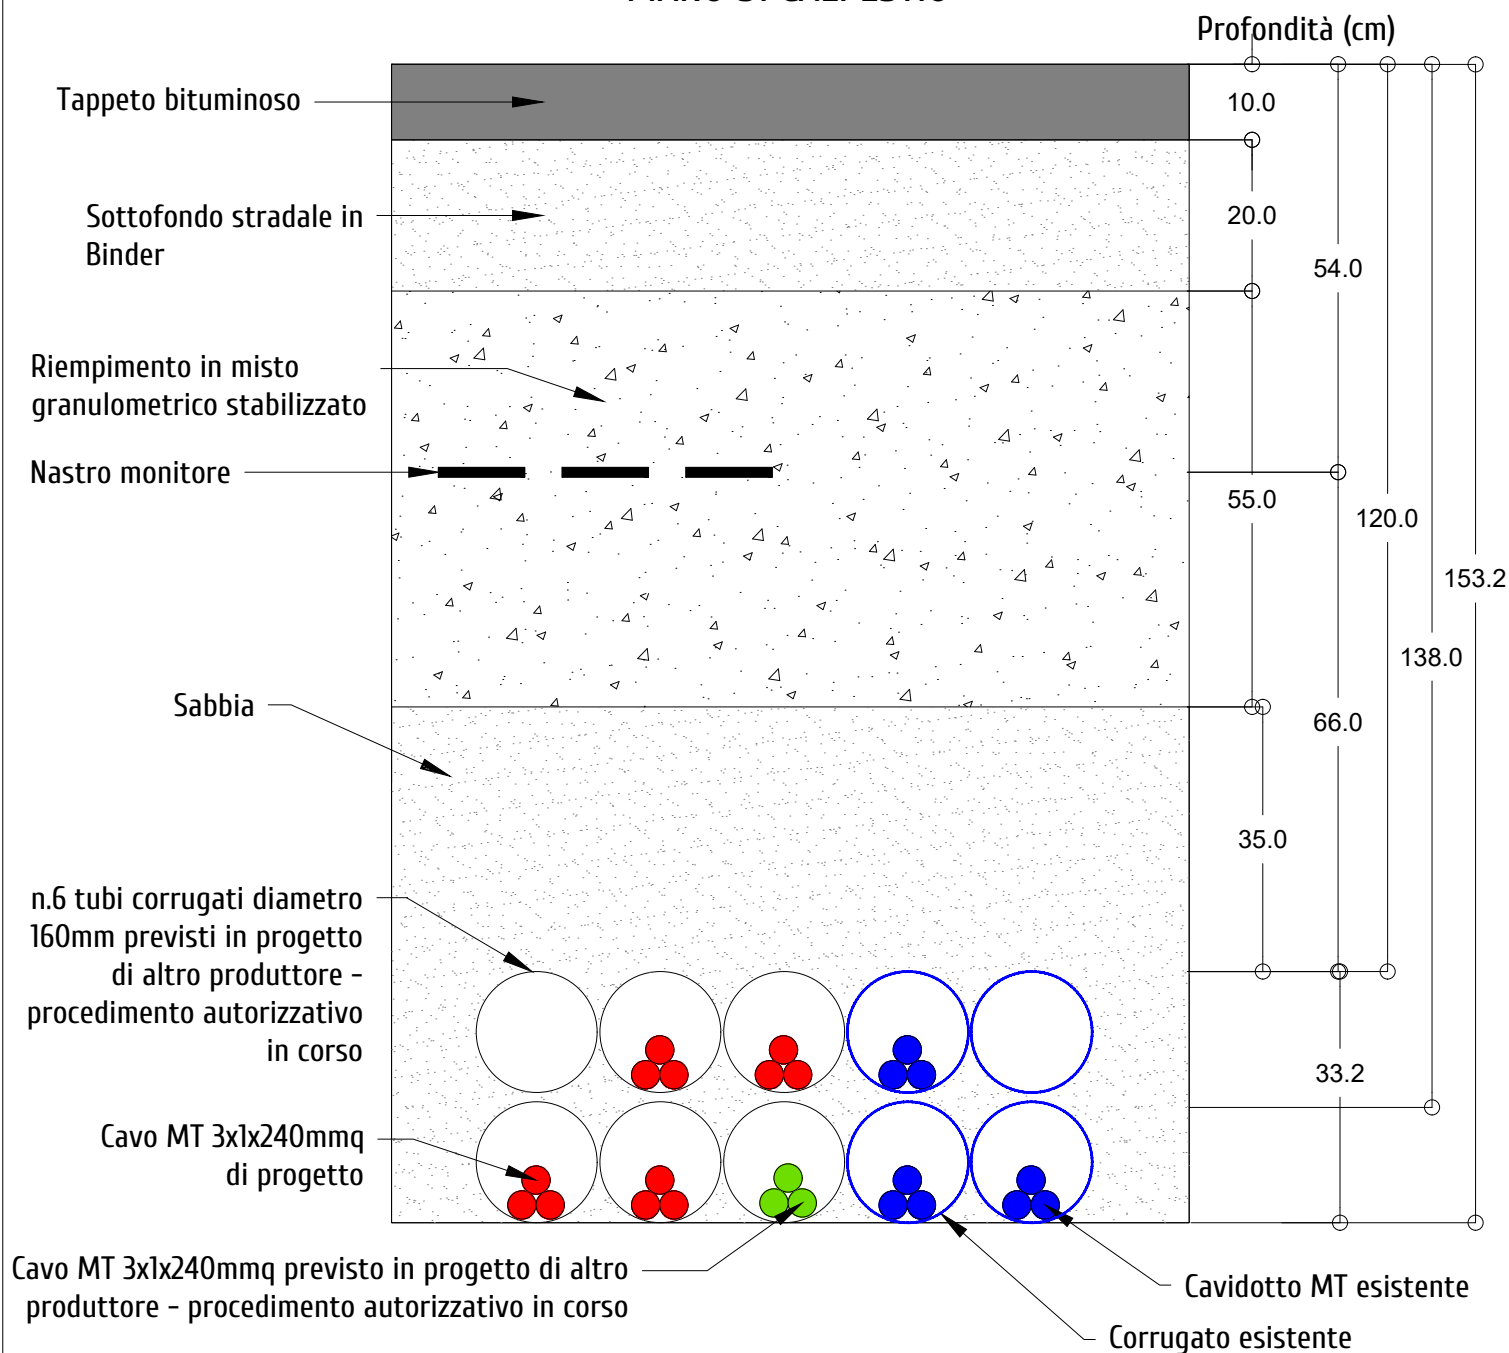 Profondità (cm)
Tappeto bituminoso
10.0
Sottofondo stradale in
Binder
20.0
54.0
Riempimento in misto
granulometrico stabilizzato
Nastro monitore
55.0
120.0
153.2
138.0
Sabbia
66.0
35.0
n.6 tubi corrugati diametro
160mm previsti in progetto
di altro produttore -
procedimento autorizzativo
in corso
33.2
Cavo MT 3x1x240mmq
di progetto
Cavo MT 3x1x240mmq previsto in progetto di altro
produttore - procedimento autorizzativo in corso
Cavidotto MT esistente
Corrugato esistente